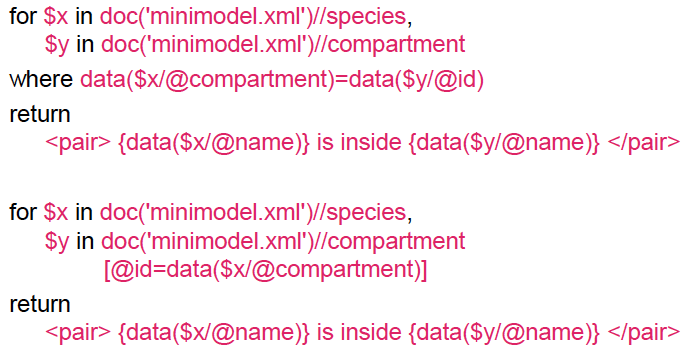 for $x in doc('minimodel.xml')//species,
$y in doc('minimodel.xml')//compartment
where data($x/@compartment)=data($y/@id)
return
<pair> {data($x/@name)} is inside {data($y/@name)} </pair>
for $x in doc('minimodel.xml')//species,
$y in doc('minimodel.xml')//compartment
[@id=data($x/@compartment)]
return
<pair> {data($x/@name)} is inside {data($y/@name)} </pair>